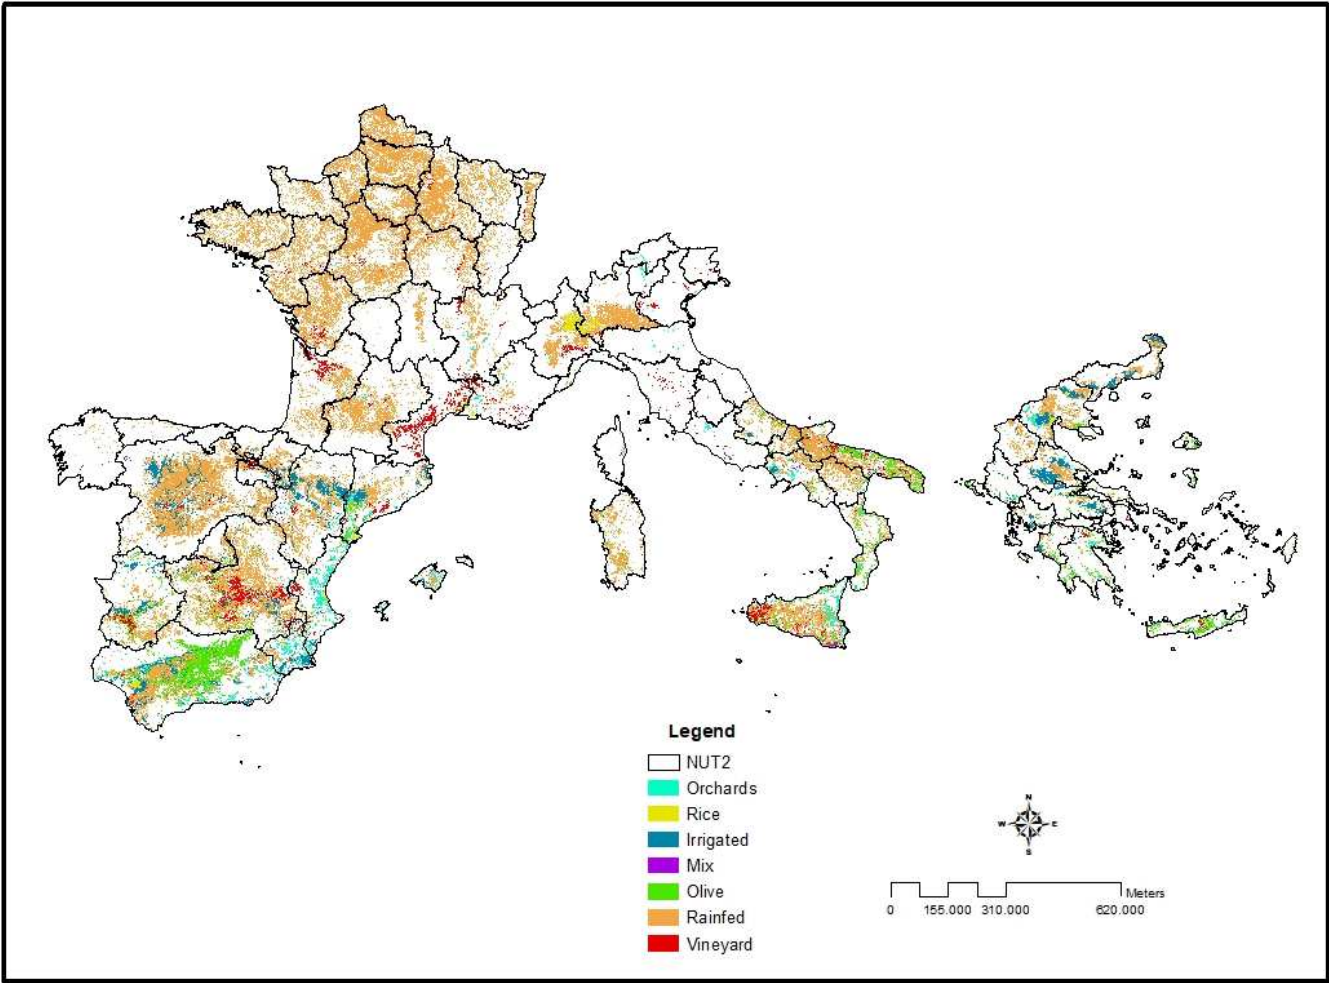 Legend
NUT2
Orchards
Rice
Irrigated
Mix
Olive
Rainfed
Vineyard
N
W E
S
Meters
0 155.000 310.000 620.000